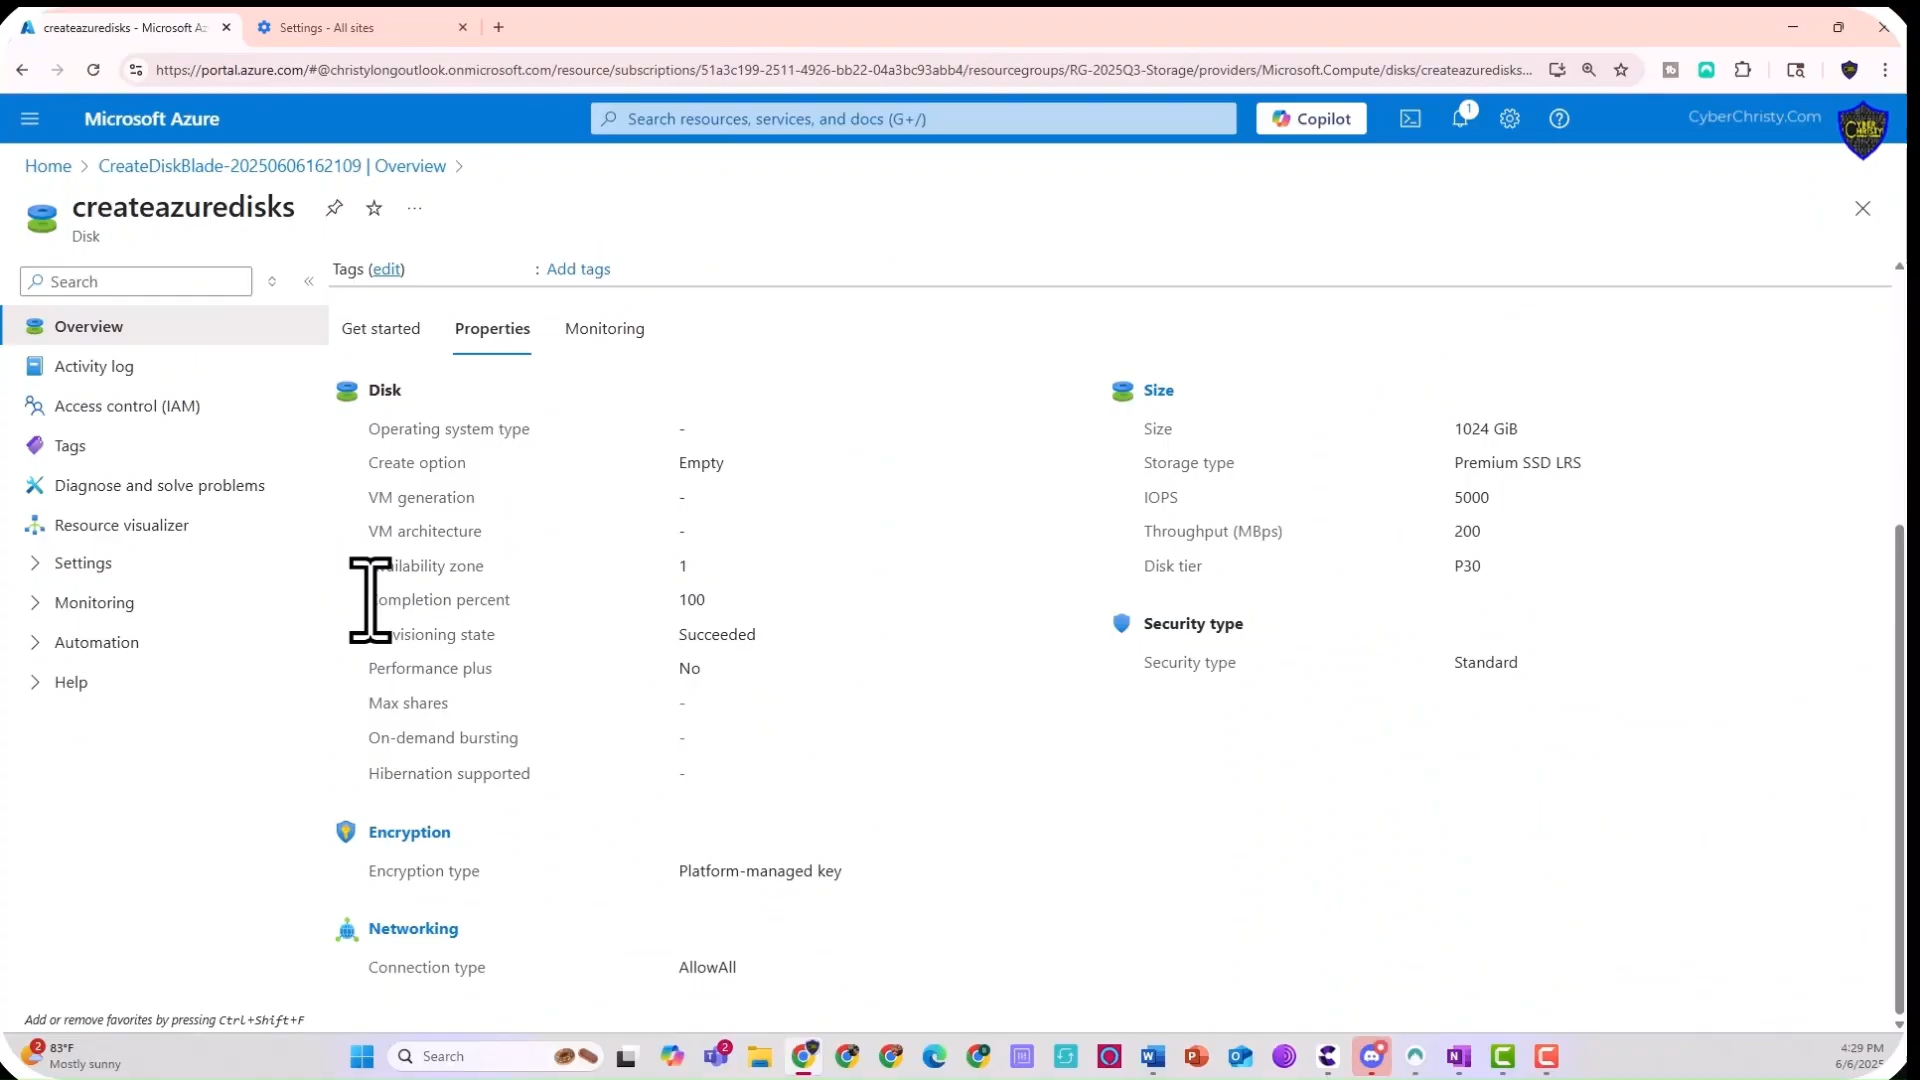 createazuredisks - Microsoft Az
Settings - All sites
https://portal.azure.com/#@christylongoutlook.onmicrosoft.com/resource/subscriptions/51a3c199-2511-4926-bb22-04a3bc93abb4/resourcegroups/RG-2025Q3-Storage/providers/Microsoft.Compute/disks/createazuredisks...
Microsoft Azure
Search resources, services, and docs (G+/)
Copilot
1
CyberChristy.Com
Home > CreateDiskBlade-20250606162109 | Overview >
createazuredisks
Disk
Search
Overview
Activity log
Access control (IAM)
Tags
Diagnose and solve problems
Resource visualizer
Settings
Monitoring
Automation
Help
Add or remove favorites by pressing Ctrl+Shift+F
Tags (edit) : Add tags
Get started Properties Monitoring
Disk
Operating system type -
Create option Empty
VM generation -
VM architecture -
ilability zone 1
ompletion percent 100
visioning state Succeeded
Performance plus No
Max shares -
On-demand bursting -
Hibernation supported -
Encryption
Encryption type Platform-managed key
Networking
Connection type AllowAll
Size
Size 1024 GiB
Storage type Premium SSD LRS
IOPS 5000
Throughput (MBps) 200
Disk tier P30
Security type
Security type Standard
2
83°F
Mostly sunny
Search
2
4:29 PM
6/6/2025